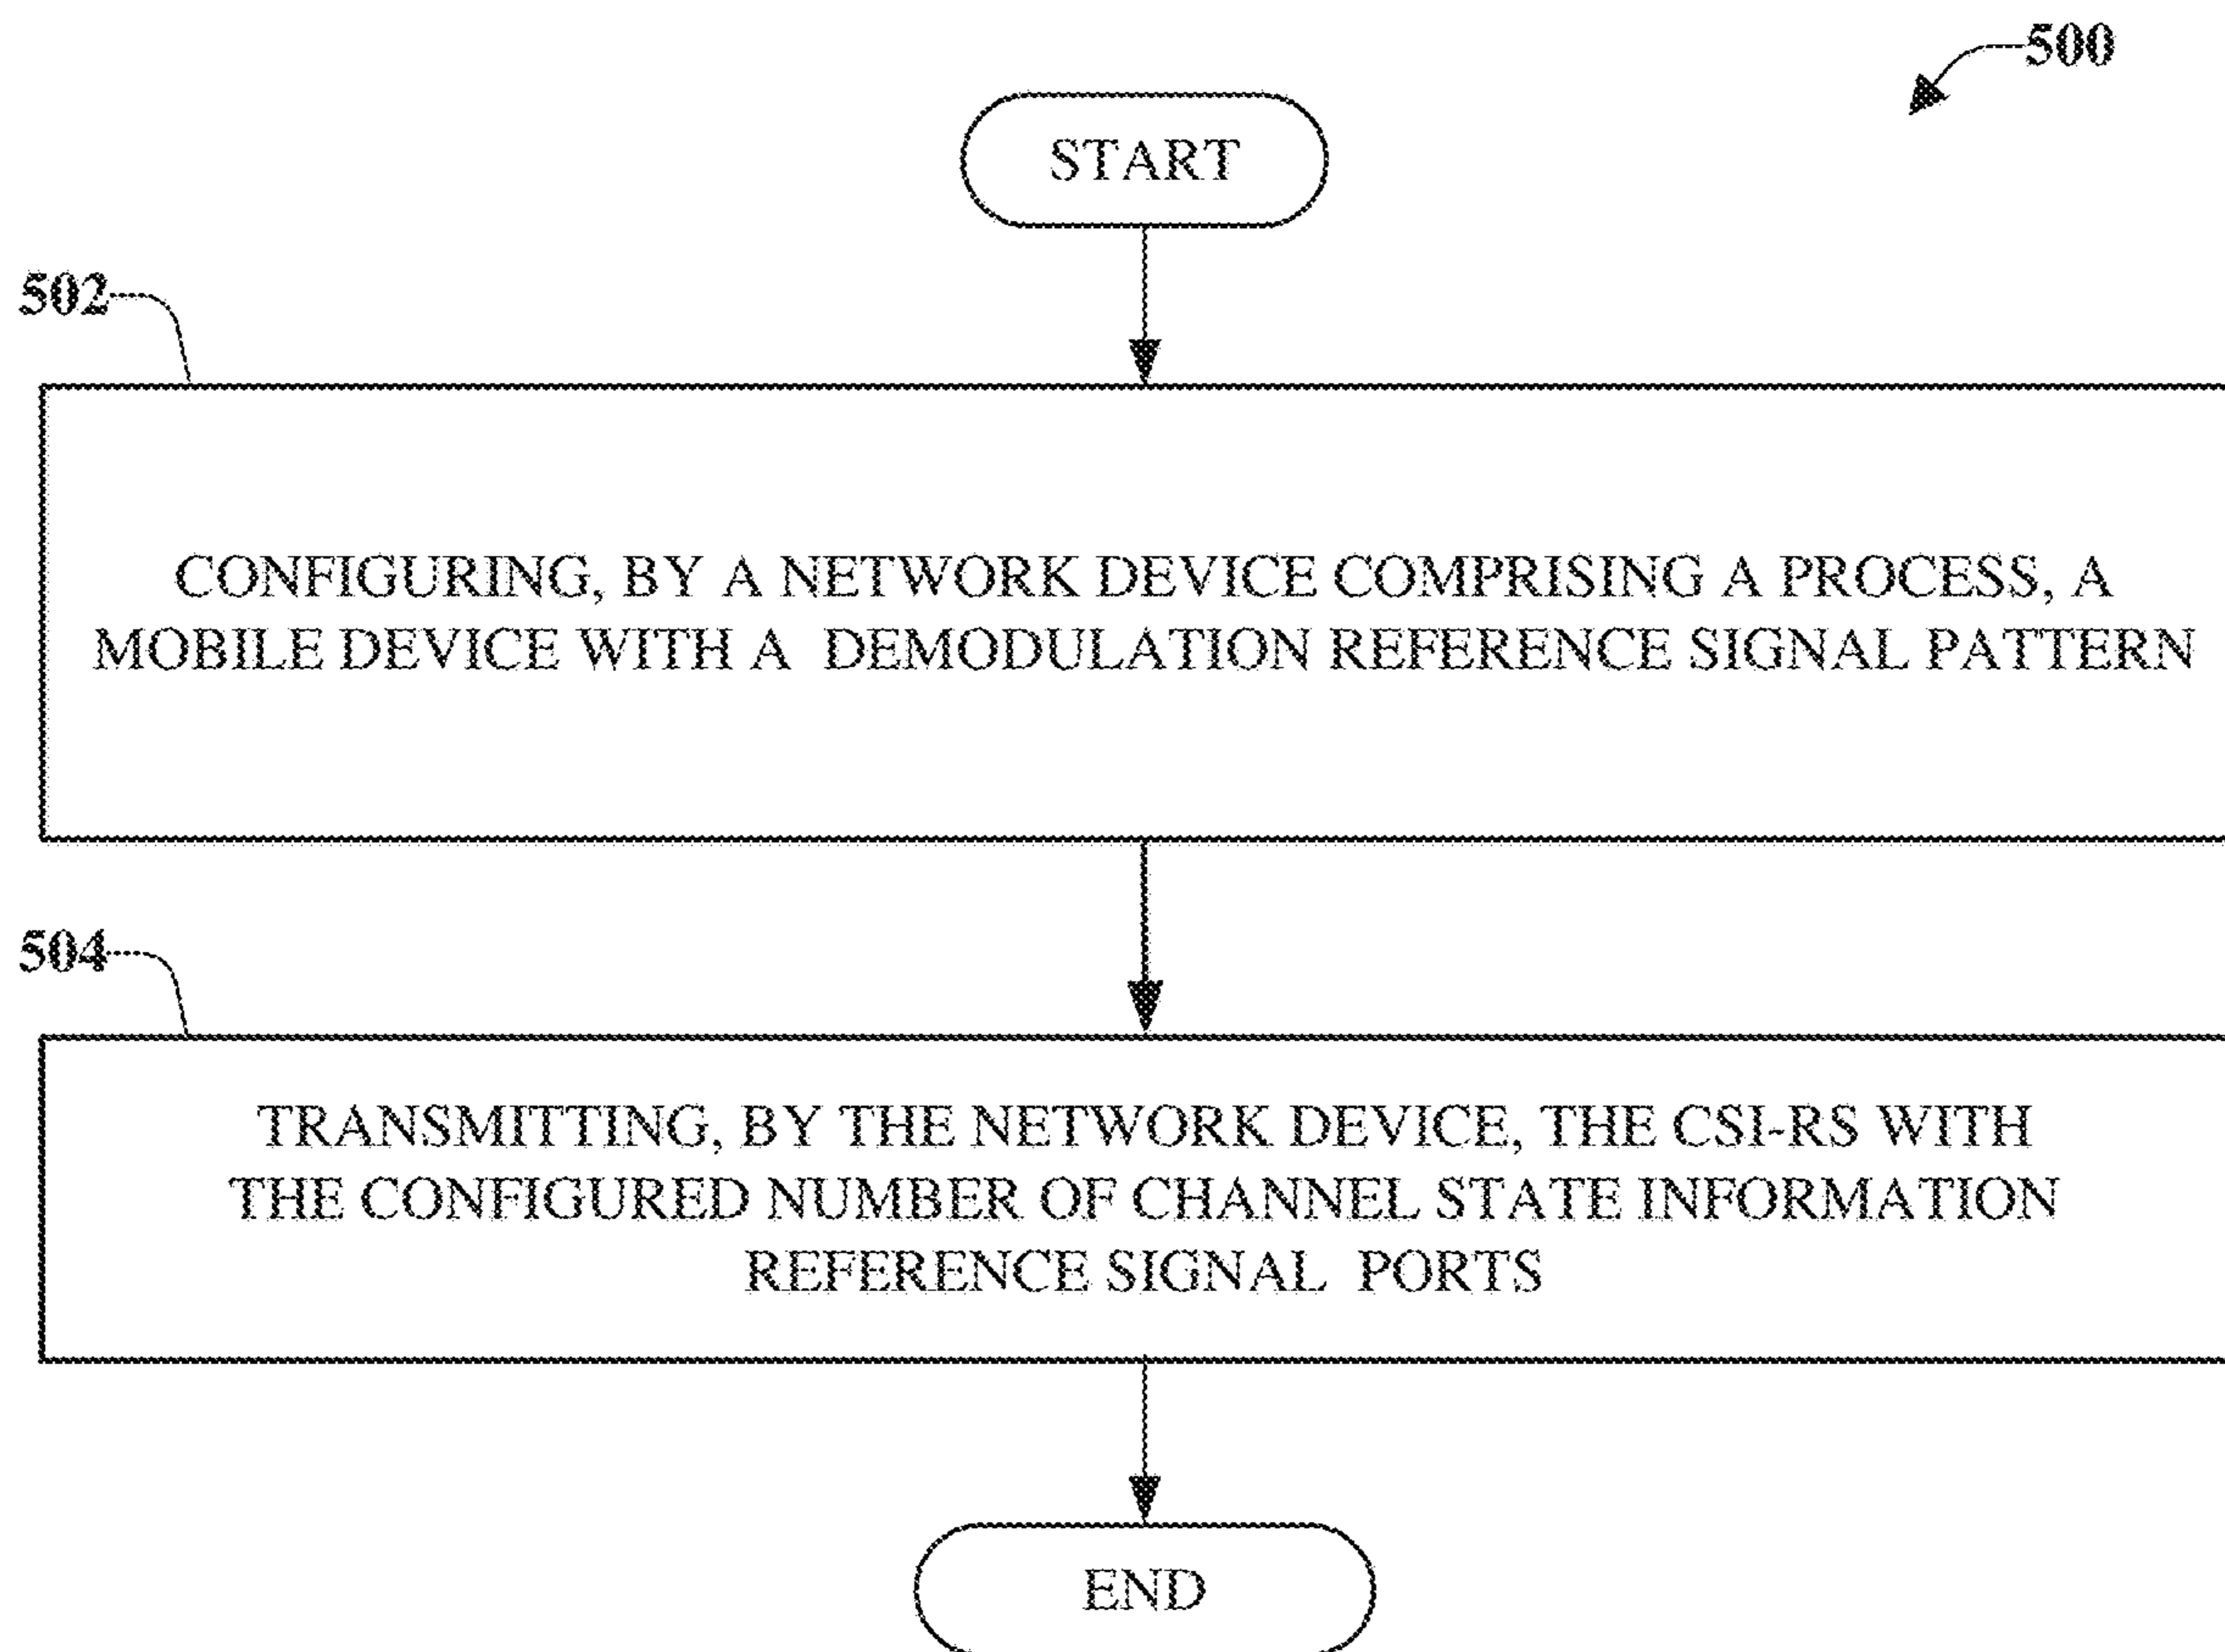 500
START
502
CONFIGURING, BY A NETWORK DEVICE COMPRISING A PROCESS, A
MOBILE DEVICE WITH A DEMODULATION REFERENCE SIGNAL PATTERN
504
TRANSMITTING, BY THE NETWORK DEVICE, THE CSI-RS WITH
THE CONFIGURED NUMBER OF CHANNEL STATE INFORMATION
REFERENCE SIGNAL PORTS
END